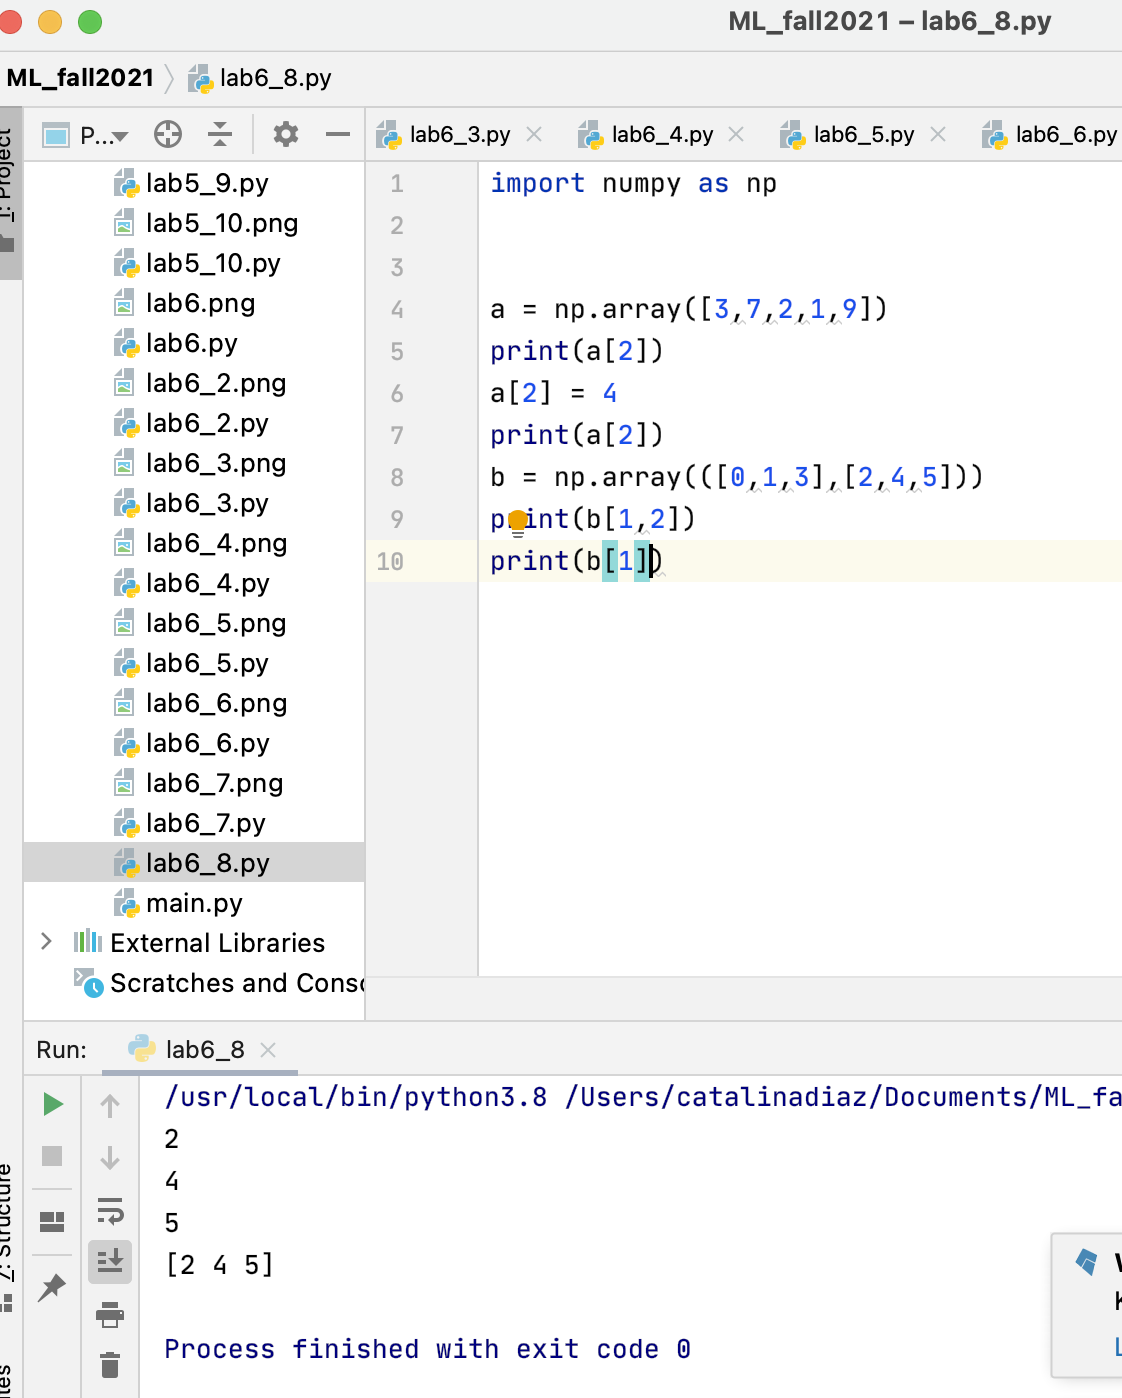 ML_fall2021 – lab6_8.py
ML_fall2021 lab6_8.py
1: Project
P...
lab6_3.py
lab6_4.py
lab6_5.py
lab6_6.py
lab5_9.py
lab5_10.png
lab5_10.py
lab6.png
lab6.py
lab6_2.png
lab6_2.py
lab6_3.png
lab6_3.py
lab6_4.png
lab6_4.py
lab6_5.png
lab6_5.py
lab6_6.png
lab6_6.py
lab6_7.png
lab6_7.py
lab6_8.py
main.py
External Libraries
Scratches and Conso
1 import numpy as np
2
3
4 a = np.array([3,7,2,1,9])
5 print(a[2])
6 a[2] = 4
7 print(a[2])
8 b = np.array(([0,1,3],[2,4,5]))
9 print(b[1,2])
10 print(b[1])
Run: lab6_8
7: Structure
/usr/local/bin/python3.8 /Users/catalinadiaz/Documents/ML_fa
2
4
5
[2 4 5]
Process finished with exit code 0